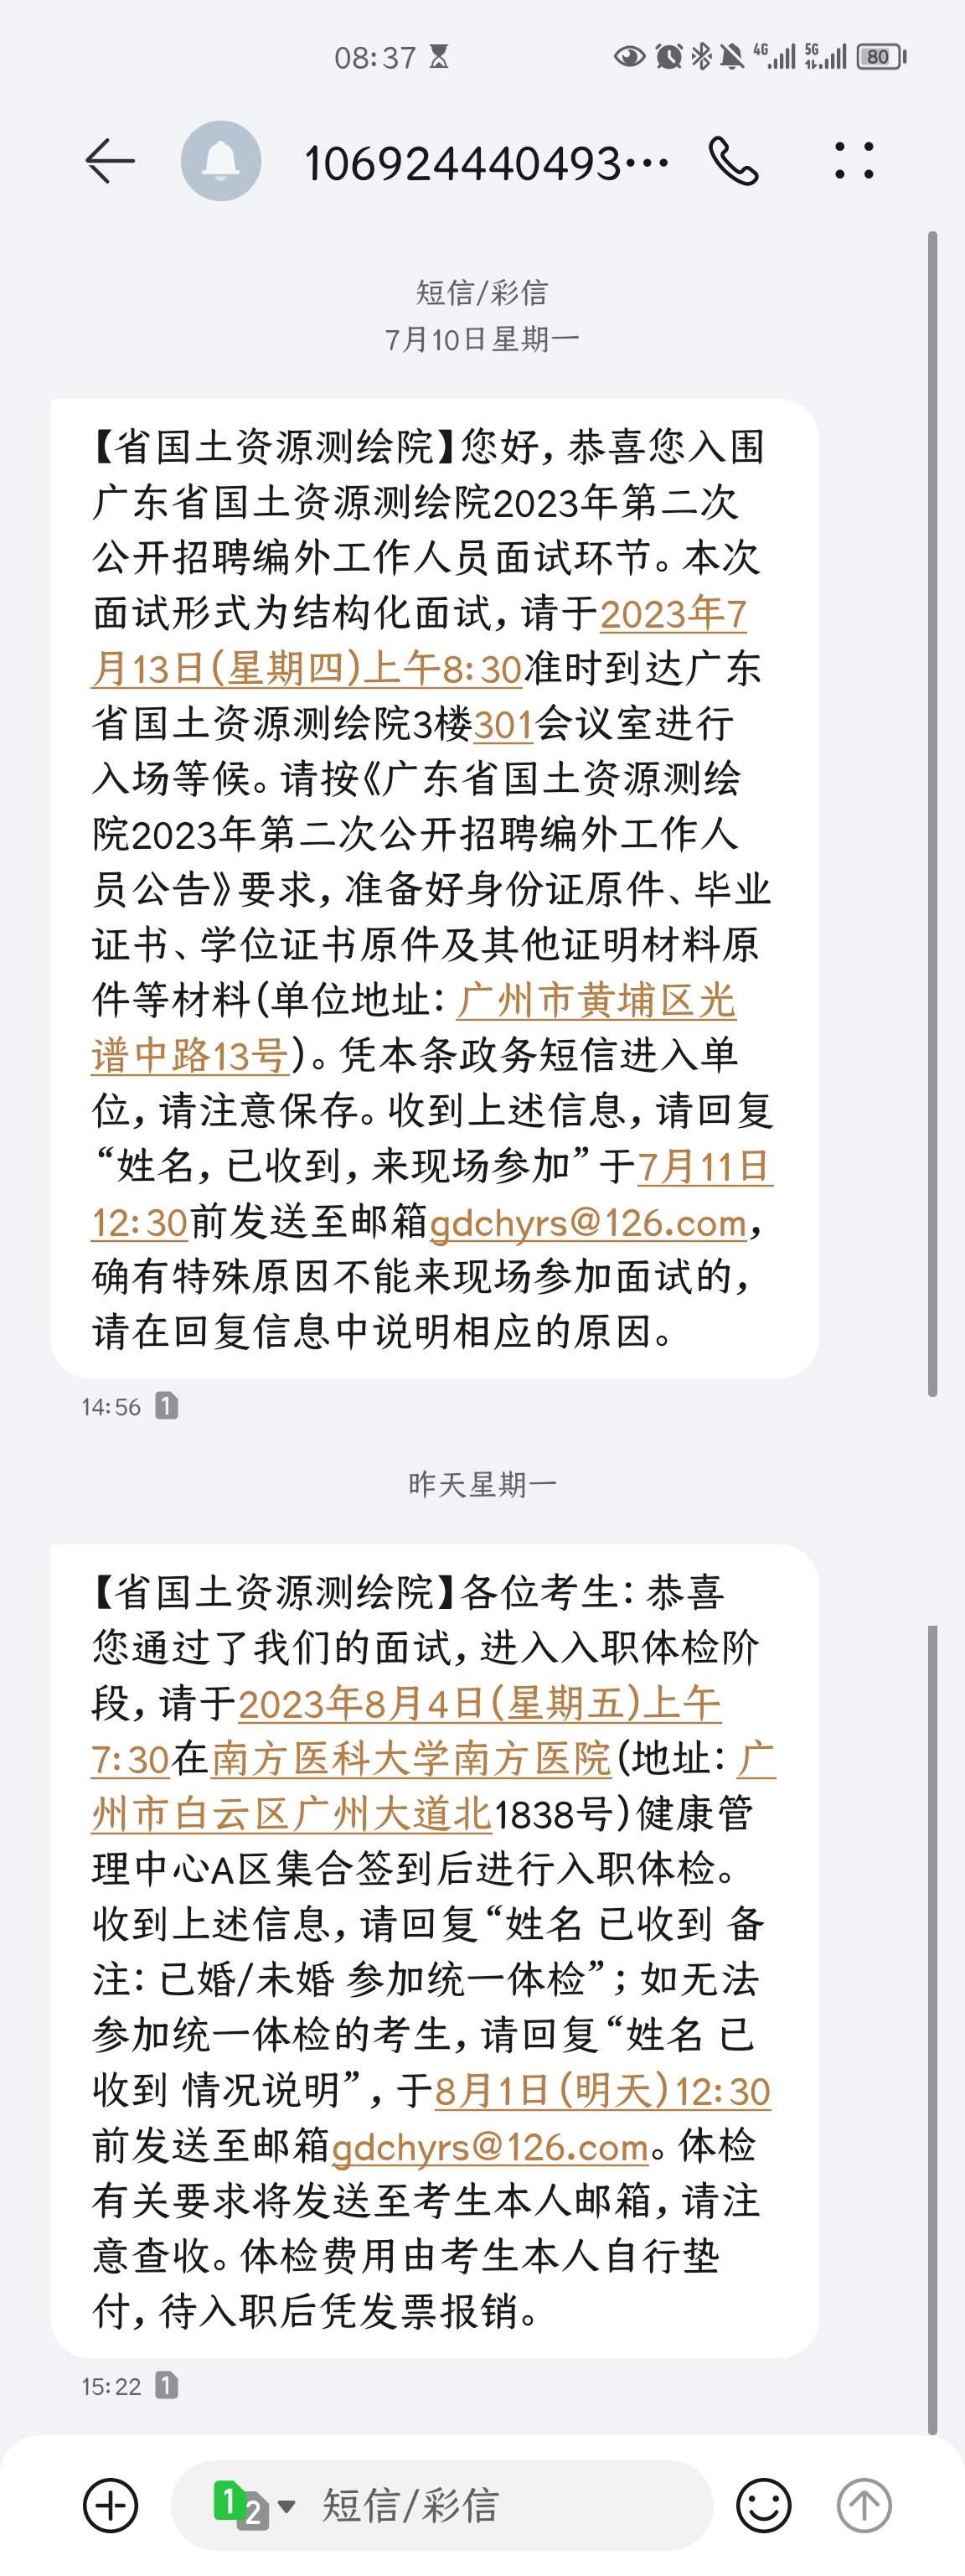 08:37
4G
5G
80
106924440493…
短信/彩信
7月10日星期一
【省国土资源测绘院】您好，恭喜您入围
广东省国土资源测绘院2023年第二次
公开招聘编外工作人员面试环节。本次
面试形式为结构化面试，请于2023年7
月13日(星期四)上午8:30准时到达广东
省国土资源测绘院3楼301会议室进行
入场等候。请按《广东省国土资源测绘
院2023年第二次公开招聘编外工作人
员公告》要求，准备好身份证原件、毕业
证书、学位证书原件及其他证明材料原
件等材料(单位地址：广州市黄埔区光
谱中路13号)。凭本条政务短信进入单
位，请注意保存。收到上述信息，请回复
“姓名，已收到，来现场参加”于7月11日
12:30前发送至邮箱gdchyrs@126.com，
确有特殊原因不能来现场参加面试的，
请在回复信息中说明相应的原因。
14:56 1
昨天星期一
【省国土资源测绘院】各位考生：恭喜
您通过了我们的面试，进入入职体检阶
段，请于2023年8月4日(星期五)上午
7:30在南方医科大学南方医院(地址：广
州市白云区广州大道北1838号)健康管
理中心A区集合签到后进行入职体检。
收到上述信息，请回复“姓名 已收到 备
注：已婚/未婚 参加统一体检”；如无法
参加统一体检的考生，请回复“姓名 已
收到 情况说明”，于8月1日(明天)12:30
前发送至邮箱gdchyrs@126.com。体检
有关要求将发送至考生本人邮箱，请注
意查收。体检费用由考生本人自行垫
付，待入职后凭发票报销。
15:22 1
1 2 短信/彩信